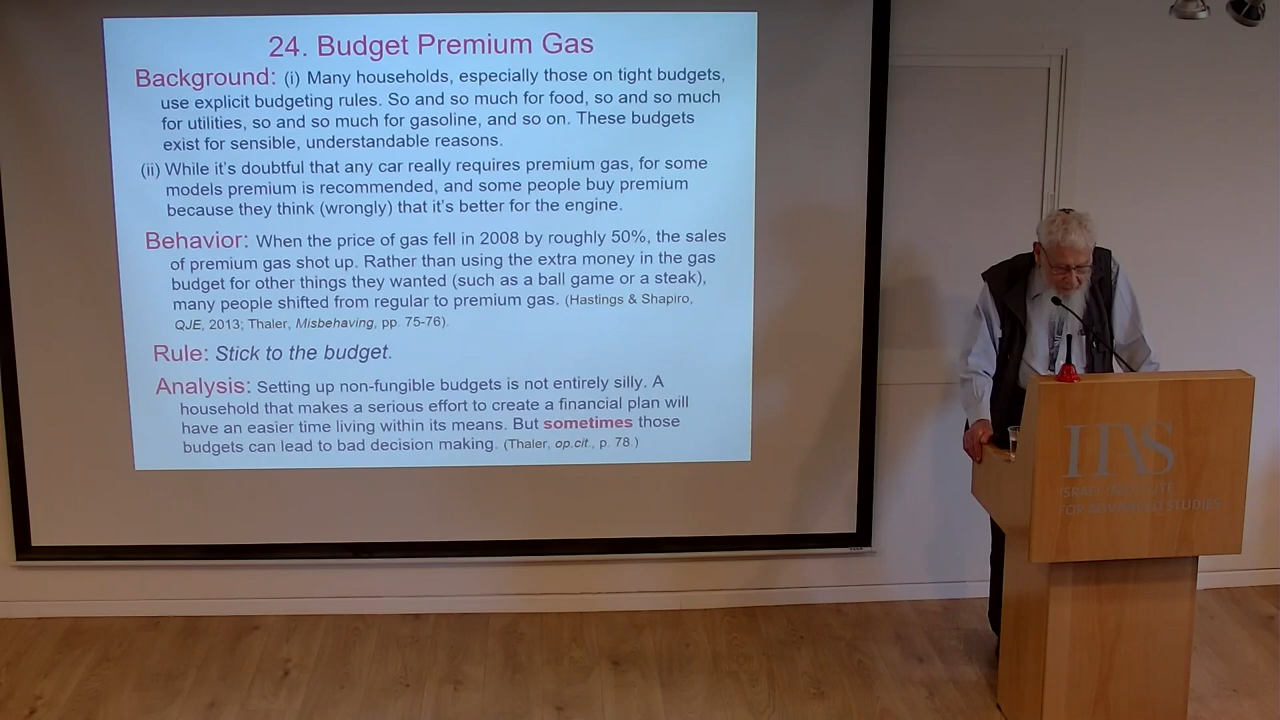 24. Budget Premium Gas
Background: (i) Many households, especially those on tight budgets,
use explicit budgeting rules. So and so much for food, so and so much
for utilities, so and so much for gasoline, and so on. These budgets
exist for sensible, understandable reasons.
(ii) While it's doubtful that any car really requires premium gas, for some
models premium is recommended, and some people buy premium
because they think (wrongly) that it's better for the engine.
Behavior: When the price of gas fell in 2008 by roughly 50%, the sales
of premium gas shot up. Rather than using the extra money in the gas
budget for other things they wanted (such as a ball game or a steak),
many people shifted from regular to premium gas. (Hastings & Shapiro,
QJE, 2013; Thaler, Misbehaving, pp. 75-76).
Rule: Stick to the budget.
Analysis: Setting up non-fungible budgets is not entirely silly. A
household that makes a serious effort to create a financial plan will
have an easier time living within its means. But sometimes those
budgets can lead to bad decision making. (Thaler, op.cit., p. 78.)
IIAS
ISRAEL INSTITUTE
FOR ADVANCED STUDIES